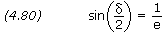 (4.80) sin(δ/2) = 1/e